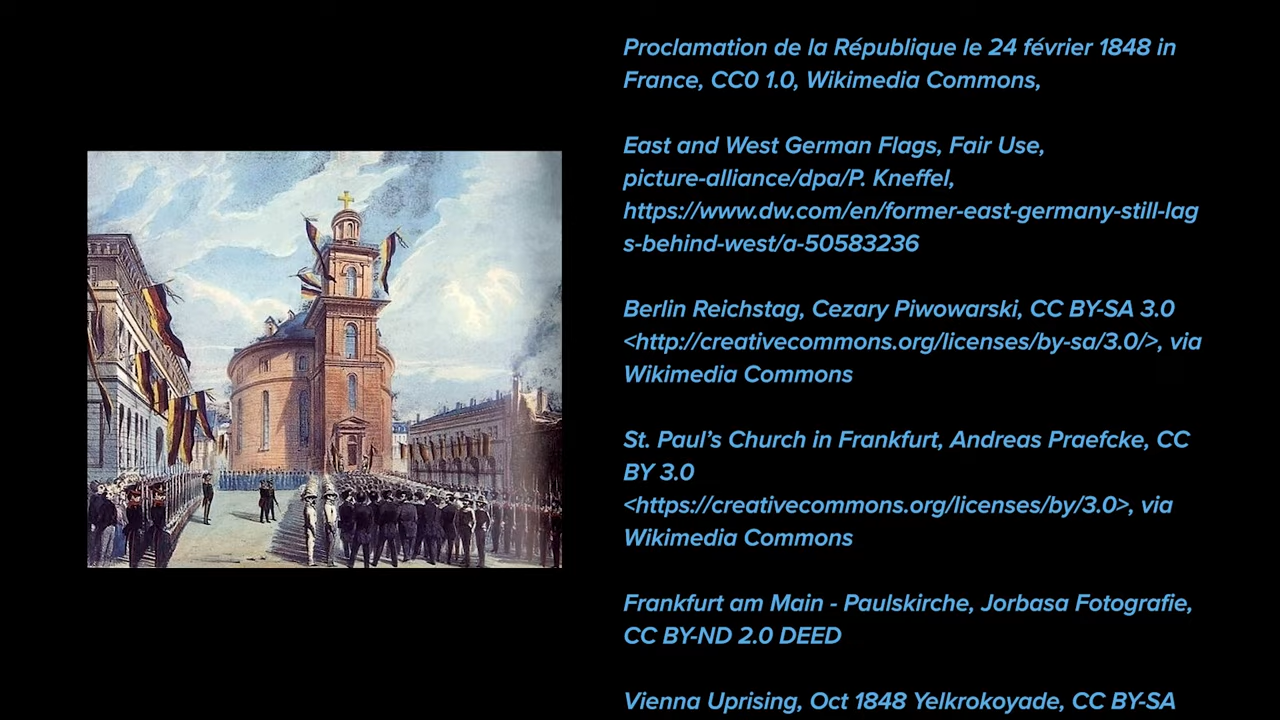 Proclamation de la République le 24 février 1848 in
France, CC0 1.0, Wikimedia Commons,
East and West German Flags, Fair Use,
picture-alliance/dpa/P. Kneffel,
https://www.dw.com/en/former-east-germany-still-lag
s-behind-west/a-50583236
Berlin Reichstag, Cezary Piwowarski, CC BY-SA 3.0
<http://creativecommons.org/licenses/by-sa/3.0/>, via
Wikimedia Commons
St. Paul’s Church in Frankfurt, Andreas Praefcke, CC
BY 3.0
<https://creativecommons.org/licenses/by/3.0>, via
Wikimedia Commons
Frankfurt am Main - Paulskirche, Jorbasa Fotografie,
CC BY-ND 2.0 DEED
Vienna Uprising, Oct 1848 Yelkrokoyade, CC BY-SA